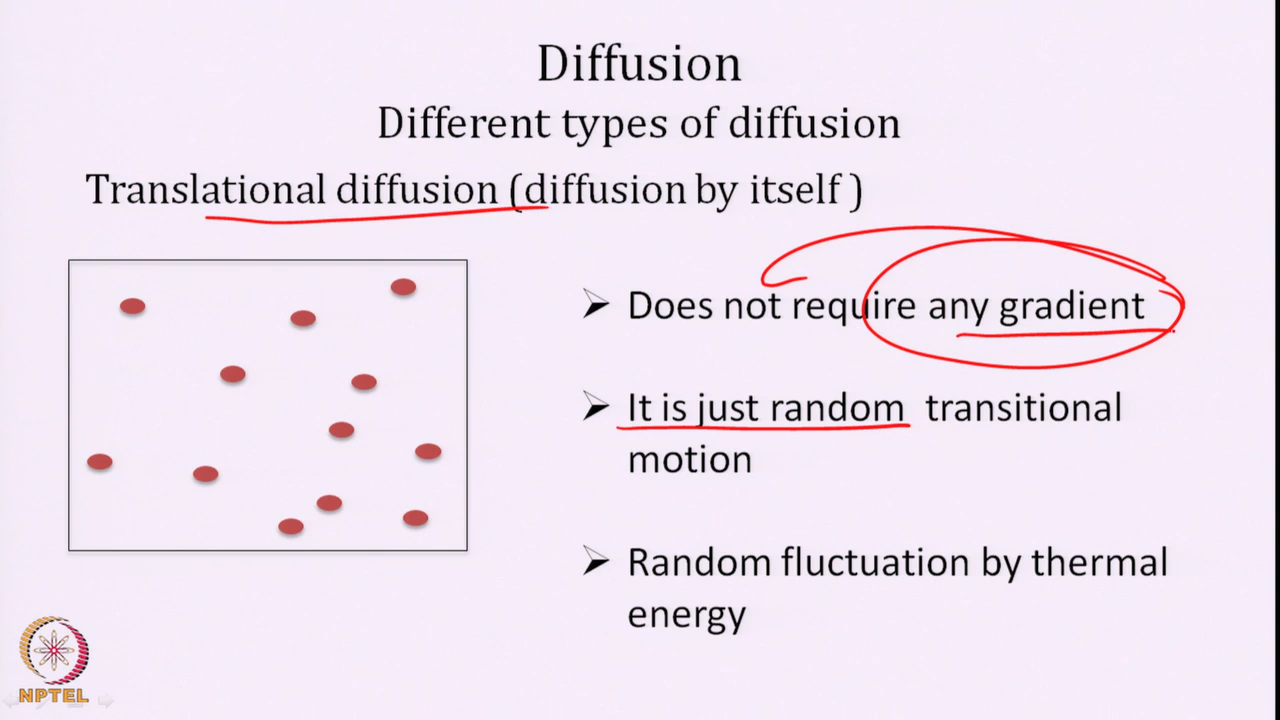 Diffusion
Different types of diffusion
Translational diffusion (diffusion by itself )
Does not require any gradient
It is just random transitional
motion
Random fluctuation by thermal
energy
NPTEL